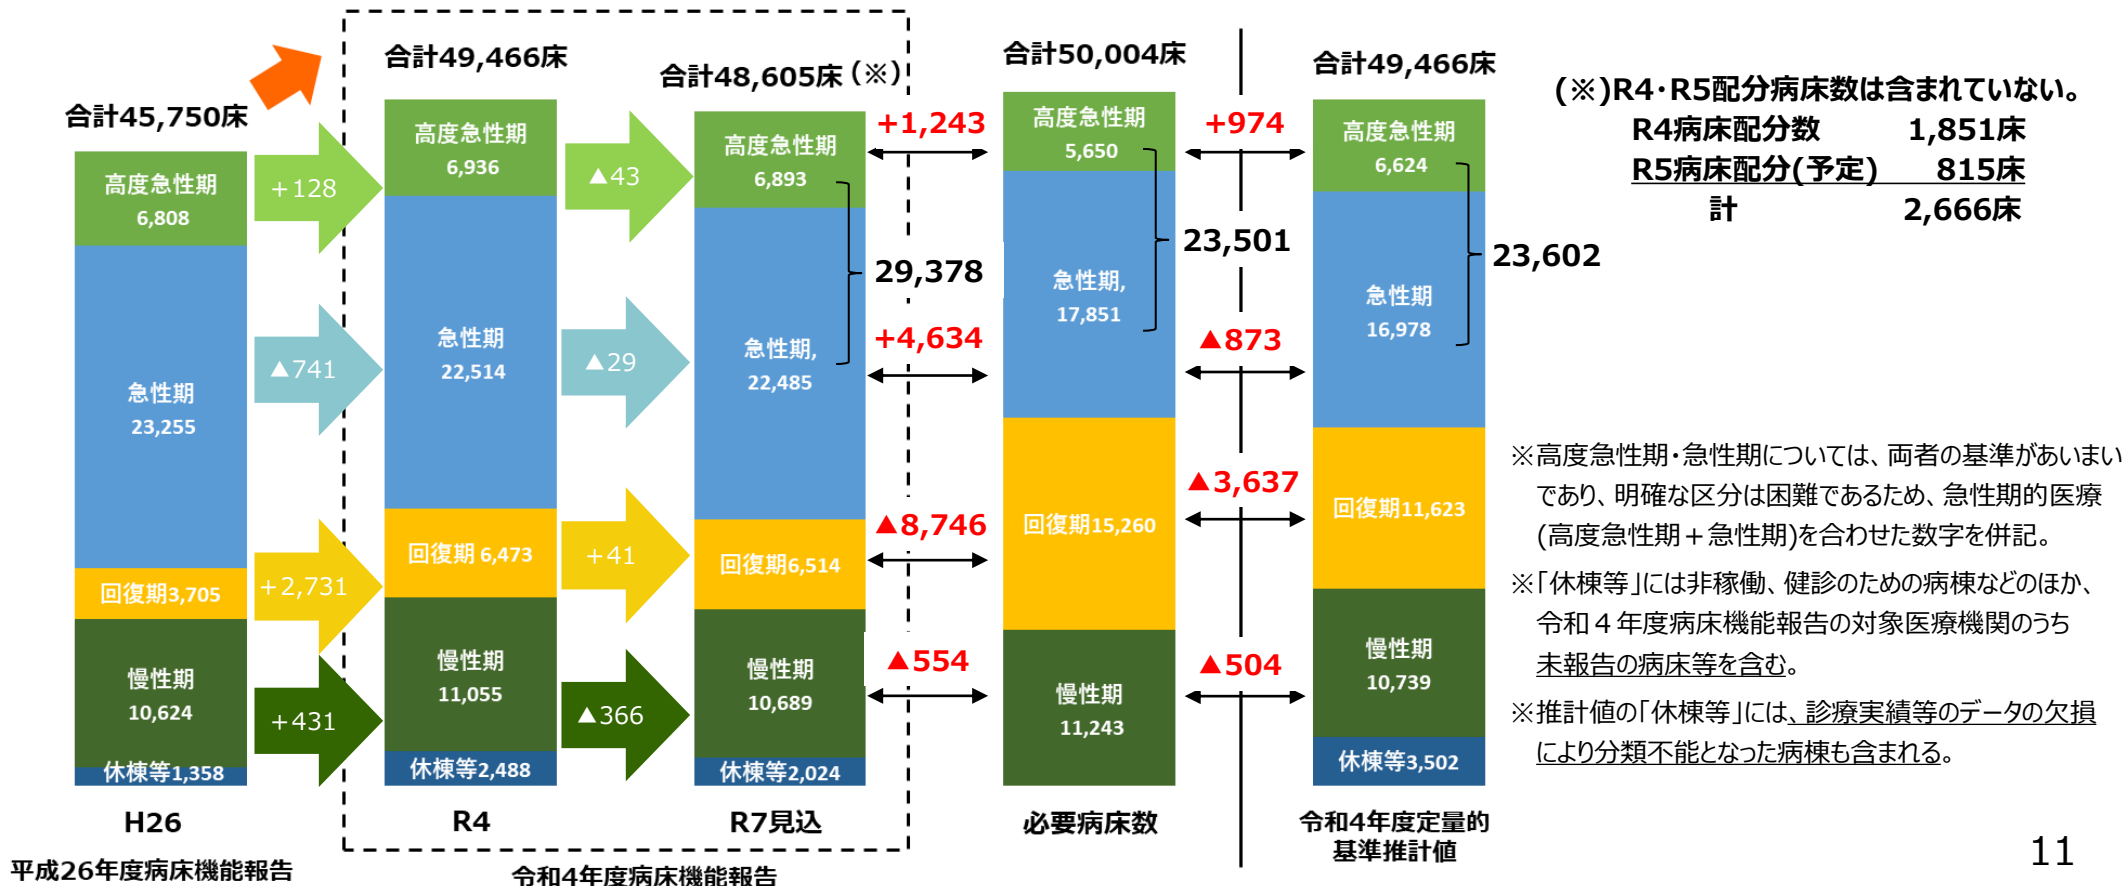 合計45,750床
高度急性期
6,808
急性期
23,255
回復期3,705
慢性期
10,624
休棟等1,358
H26
平成26年度病床機能報告
+128
▲741
+2,731
+431
合計49,466床
高度急性期
6,936
急性期
22,514
回復期 6,473
慢性期
11,055
休棟等2,488
R4
▲43
▲29
+41
▲366
合計48,605床(※)
高度急性期
6,893
急性期,
22,485
29,378
回復期6,514
慢性期
10,689
休棟等2,024
R7見込
令和4年度病床機能報告
+1,243
+4,634
▲8,746
▲554
合計50,004床
高度急性期
5,650
急性期,
17,851
23,501
回復期15,260
慢性期
11,243
必要病床数
+974
▲873
▲3,637
▲504
合計49,466床
高度急性期
6,624
急性期
16,978
23,602
回復期11,623
慢性期
10,739
休棟等3,502
令和4年度定量的
基準推計値
(※)R4・R5配分病床数は含まれていない。
R4病床配分数 1,851床
R5病床配分(予定) 815床
計 2,666床
※高度急性期・急性期については、両者の基準があいまい
であり、明確な区分は困難であるため、急性期的医療
(高度急性期+急性期)を合わせた数字を併記。
※「休棟等」には非稼働、健診のための病棟などのほか、
令和4年度病床機能報告の対象医療機関のうち
未報告の病床等を含む。
※推計値の「休棟等」には、診療実績等のデータの欠損
により分類不能となった病棟も含まれる。
11